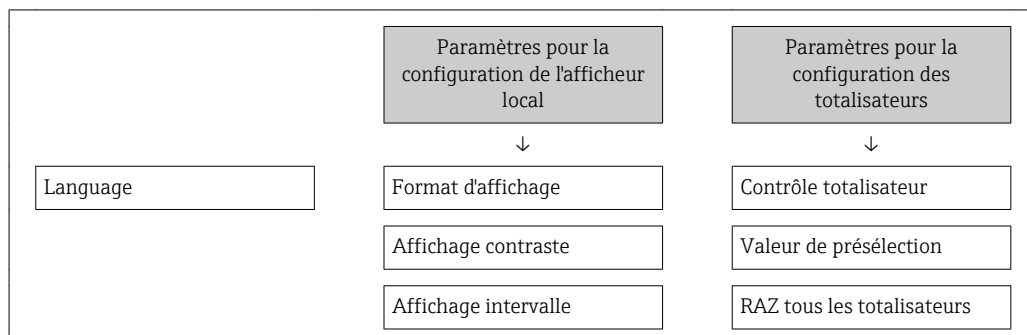 Paramètres pour la
configuration de l'afficheur
local
Paramètres pour la
configuration des
totalisateurs
↓
↓
Language
Format d'affichage
Contrôle totalisateur
Affichage contraste
Valeur de présélection
Affichage intervalle
RAZ tous les totalisateurs